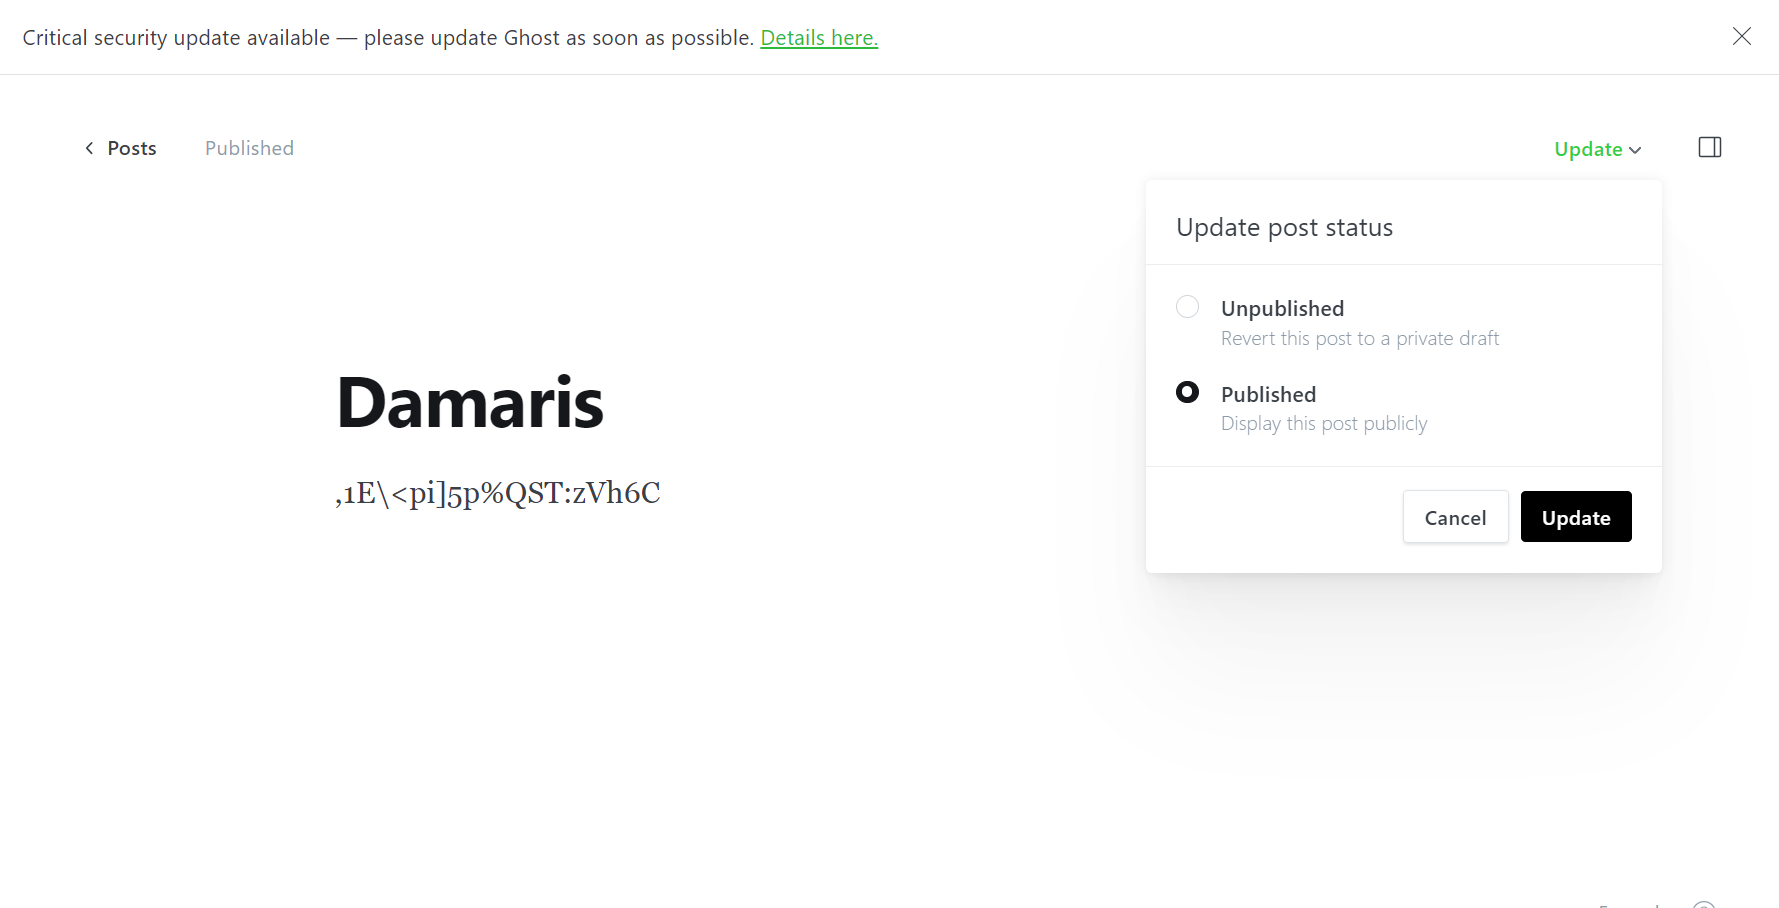 Critical security update available — please update Ghost as soon as possible. Details here.
Posts
Published
Update
Update post status
Unpublished
Revert this post to a private draft
Published
Display this post publicly
Cancel
Update
Damaris
,1E\<pi]5p%QST:zVh6C